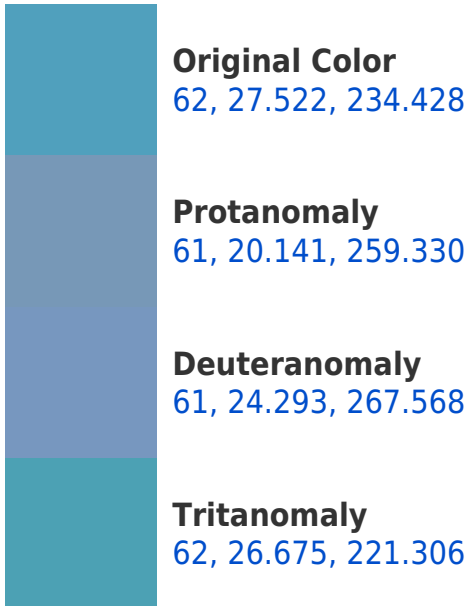 Original Color
62, 27.522, 234.428
Protanomaly
61, 20.141, 259.330
Deuteranomaly
61, 24.293, 267.568
Tritanomaly
62, 26.675, 221.306